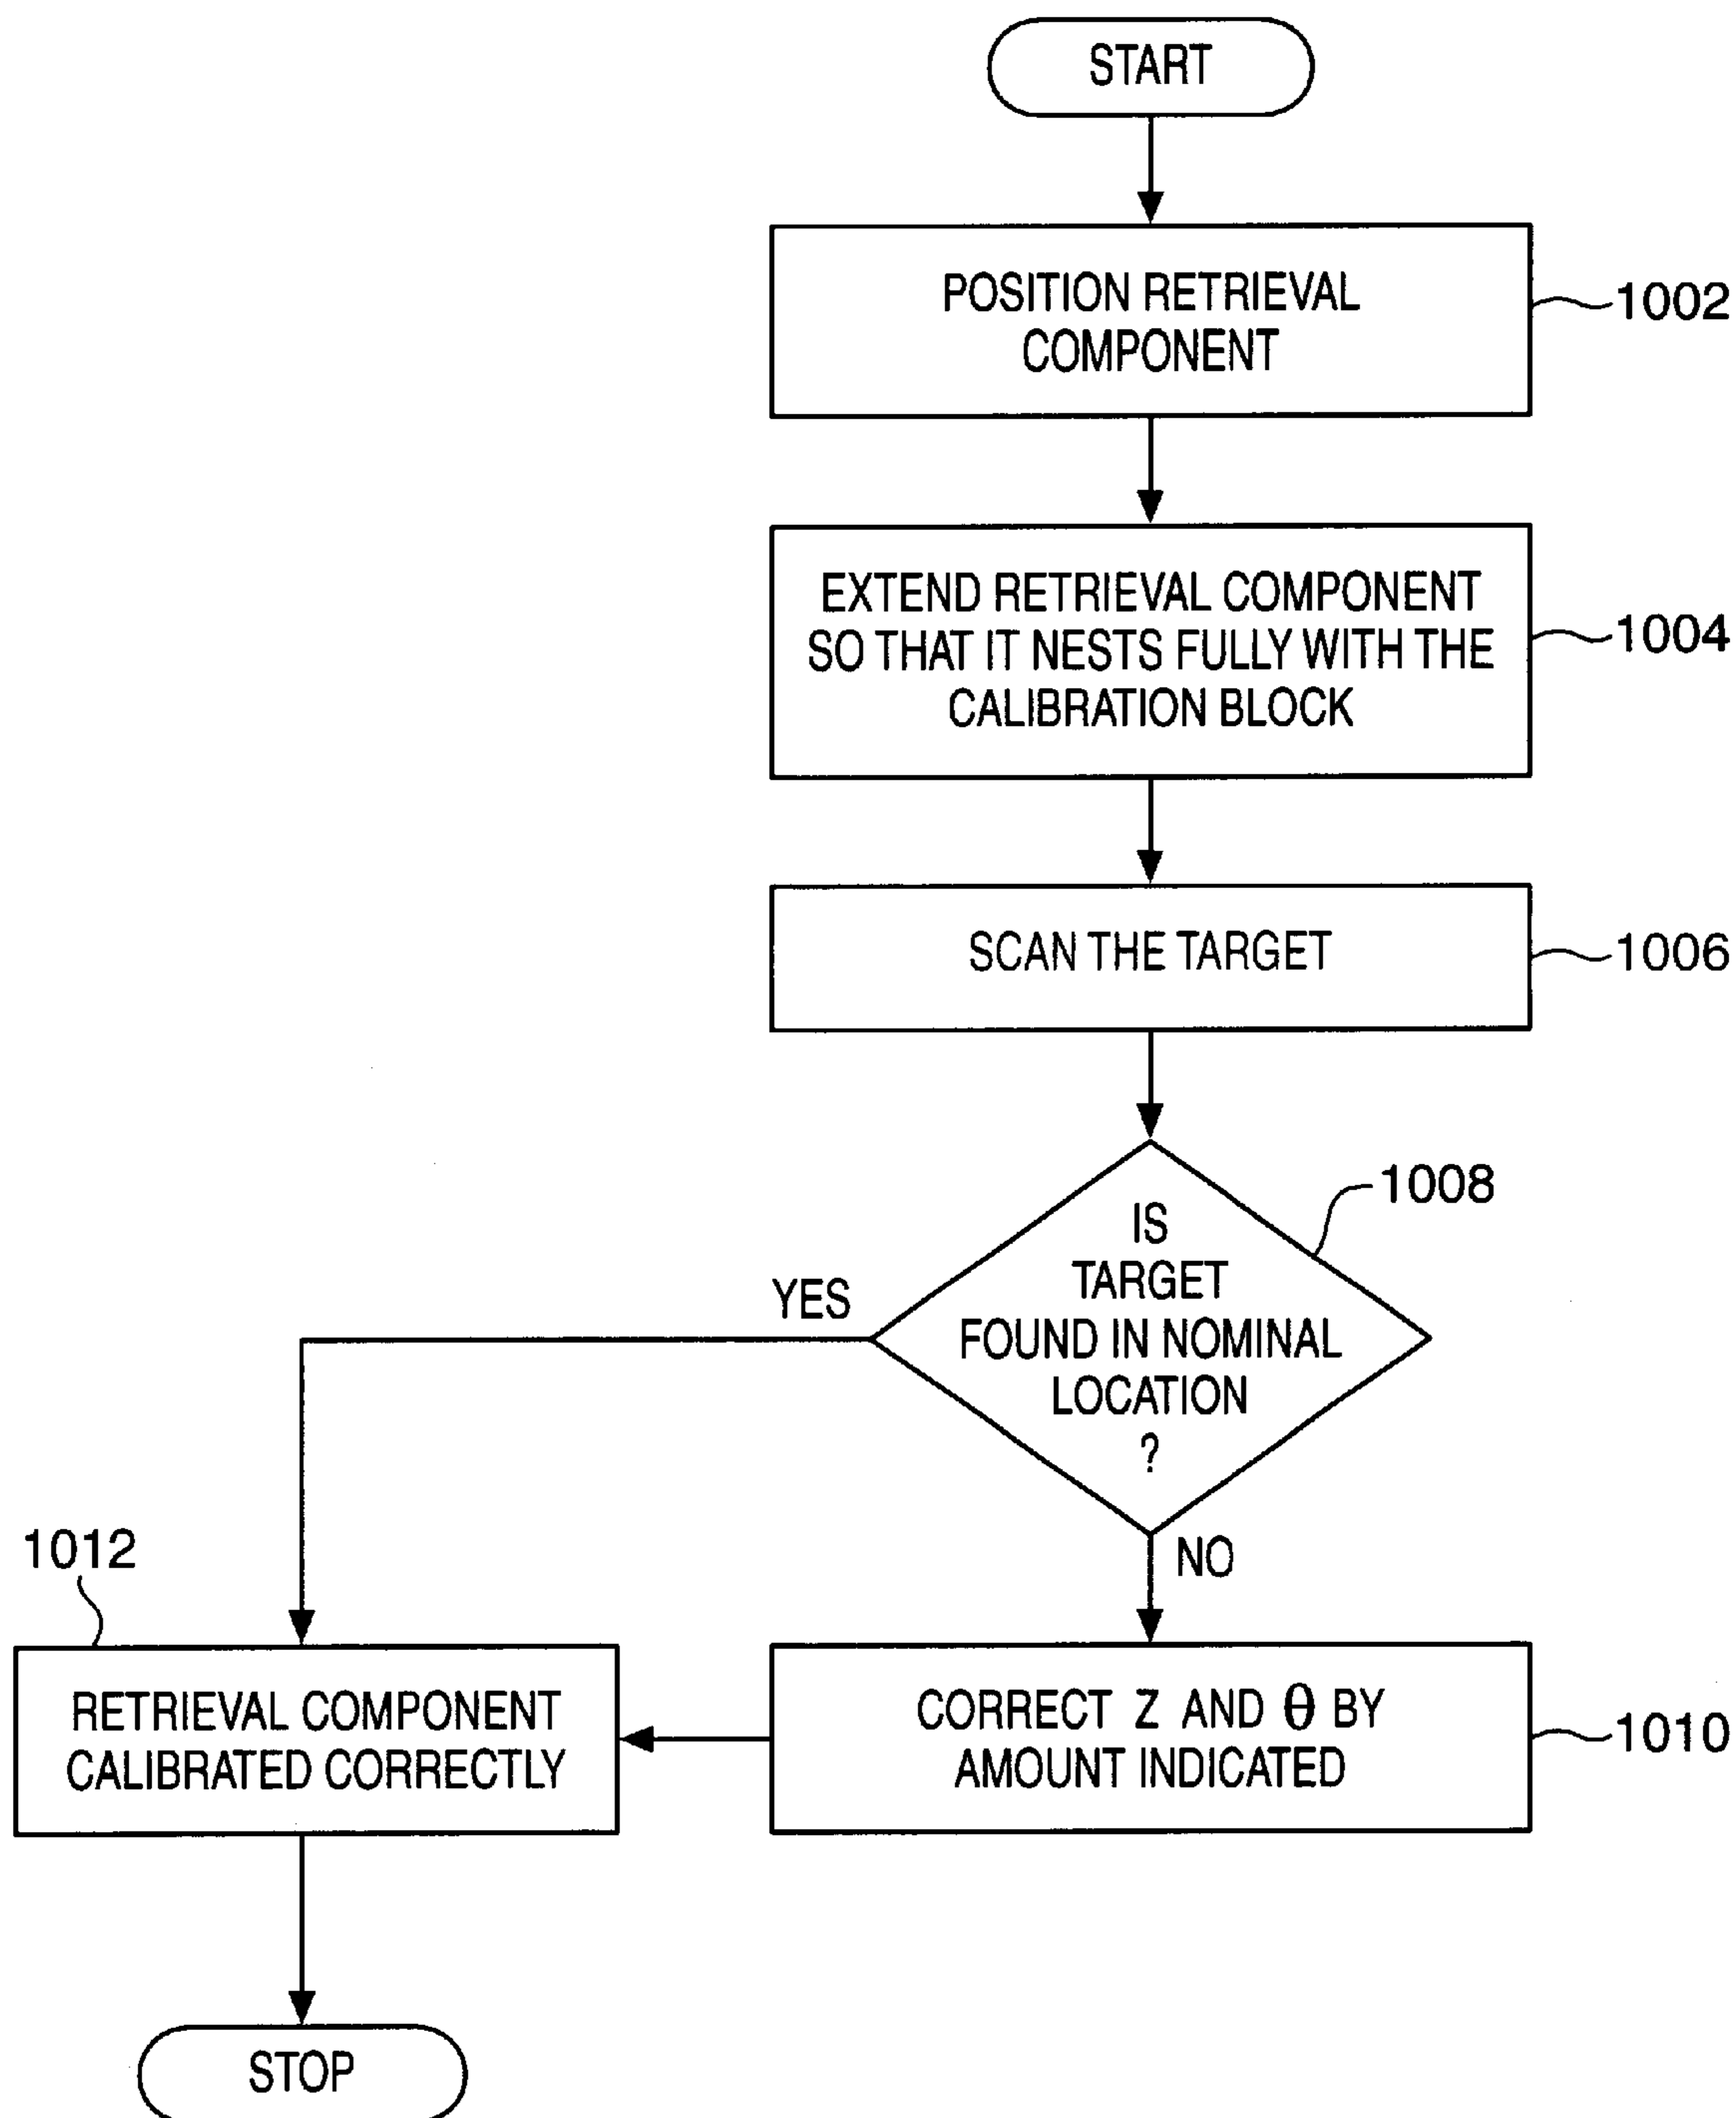 START
POSITION RETRIEVAL
COMPONENT
1002
EXTEND RETRIEVAL COMPONENT
SO THAT IT NESTS FULLY WITH THE
CALIBRATION BLOCK
1004
SCAN THE TARGET
1006
IS
TARGET
FOUND IN NOMINAL
LOCATION
?
1008
YES
NO
1012
RETRIEVAL COMPONENT
CALIBRATED CORRECTLY
CORRECT Z AND θ BY
AMOUNT INDICATED
1010
STOP